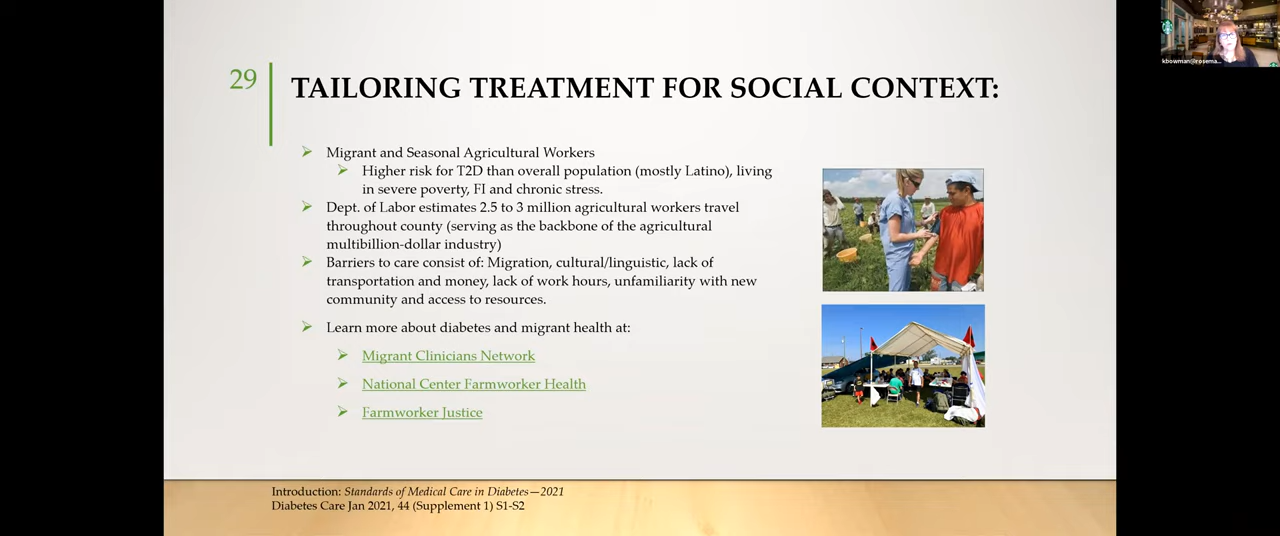 29
TAILORING TREATMENT FOR SOCIAL CONTEXT:
Migrant and Seasonal Agricultural Workers
Higher risk for T2D than overall population (mostly Latino), living
in severe poverty, FI and chronic stress.
Dept. of Labor estimates 2.5 to 3 million agricultural workers travel
throughout county (serving as the backbone of the agricultural
multibillion-dollar industry)
Barriers to care consist of: Migration, cultural/linguistic, lack of
transportation and money, lack of work hours, unfamiliarity with new
community and access to resources.
Learn more about diabetes and migrant health at:
Migrant Clinicians Network
National Center Farmworker Health
Farmworker Justice
Introduction: Standards of Medical Care in Diabetes—2021
Diabetes Care Jan 2021, 44 (Supplement 1) S1-S2
kbowman@rosema...